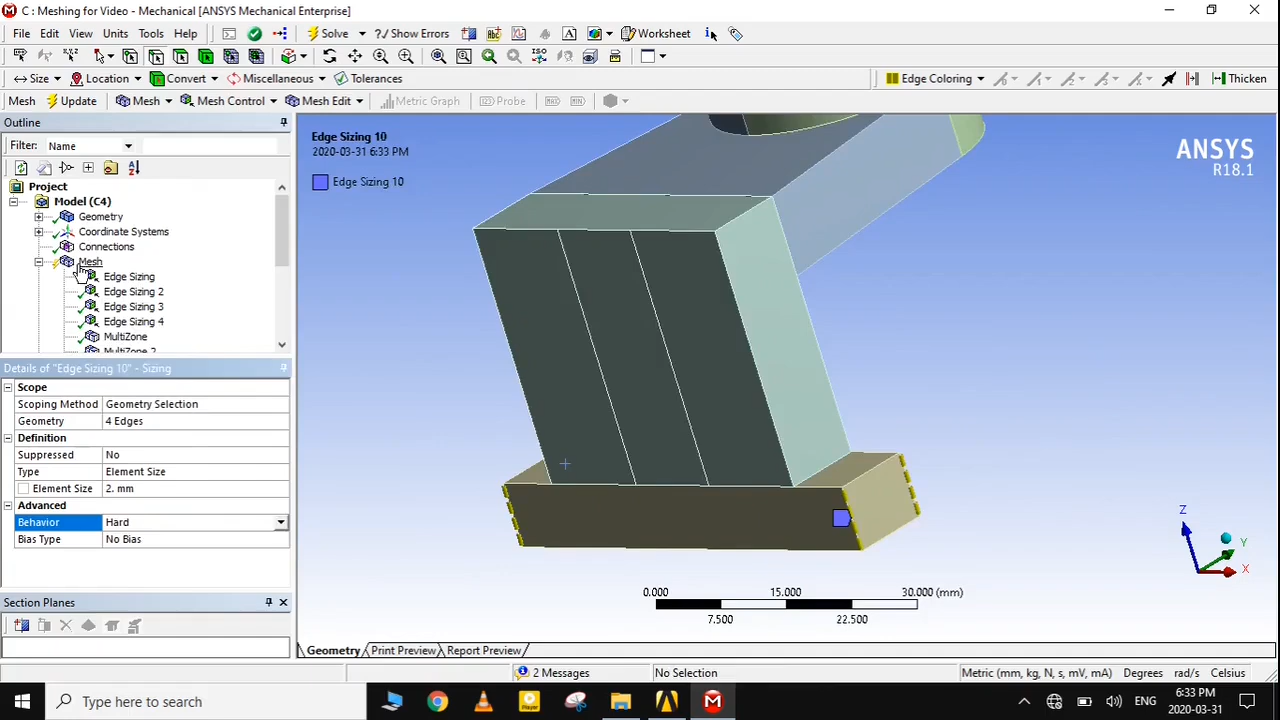 C : Meshing for Video - Mechanical [ANSYS Mechanical Enterprise]
File Edit View Units Tools Help Solve Show Errors Worksheet
Size Location Convert Miscellaneous Tolerances Edge Coloring Thicken
Mesh Update Mesh Mesh Control Mesh Edit Metric Graph Probe
Outline
Filter: Name
Project
Model (C4)
Geometry
Coordinate Systems
Connections
Mesh
Edge Sizing
Edge Sizing 2
Edge Sizing 3
Edge Sizing 4
MultiZone
MultiZone 2
Details of "Edge Sizing 10" - Sizing
Scope
Scoping Method Geometry Selection
Geometry 4 Edges
Definition
Suppressed No
Type Element Size
Element Size 2. mm
Advanced
Behavior Hard
Bias Type No Bias
Section Planes
Edge Sizing 10
2020-03-31 6:33 PM
Edge Sizing 10
ANSYS
R18.1
Z
Y
X
0.000 15.000 30.000 (mm)
7.500 22.500
Geometry Print Preview Report Preview
2 Messages No Selection Metric (mm, kg, N, s, mV, mA) Degrees rad/s Celsius
Type here to search
ENG
6:33 PM
2020-03-31